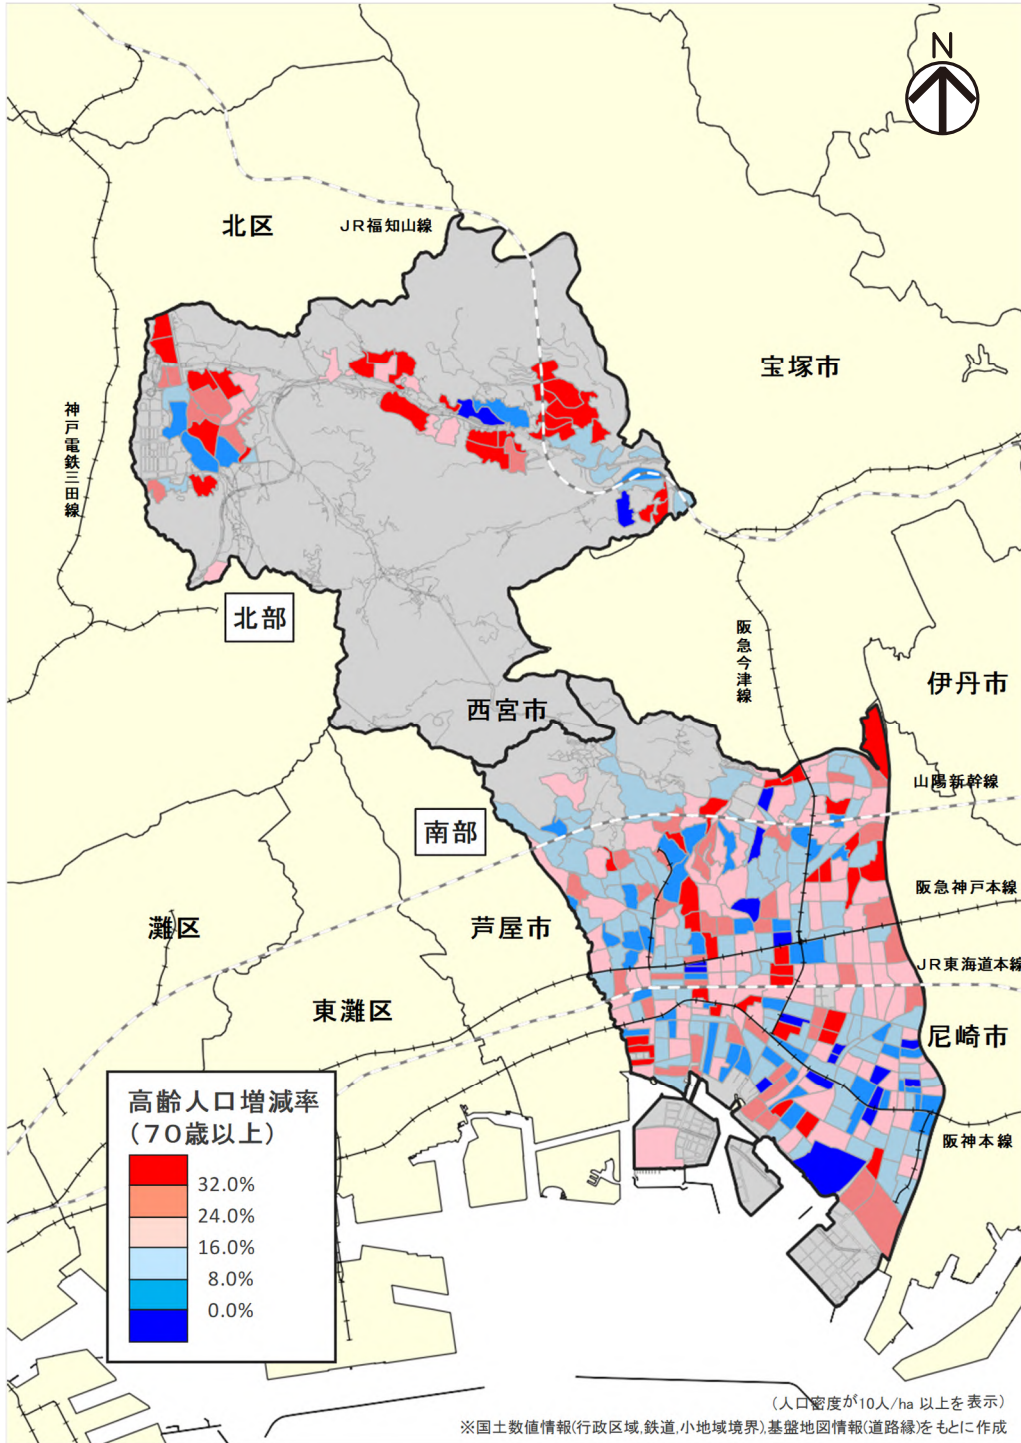 N
北区
JR福知山線
宝塚市
神戸電鉄三田線
北部
阪急今津線
伊丹市
西宮市
山陽新幹線
南部
阪急神戸本線
灘区
芦屋市
JR東海道本線
東灘区
尼崎市
高齢人口増減率
(70歳以上)
32.0%
24.0%
16.0%
8.0%
0.0%
阪神本線
(人口密度が10人/ha 以上を表示)
※国土数値情報(行政区域,鉄道,小地域境界),基盤地図情報(道路縁)をもとに作成